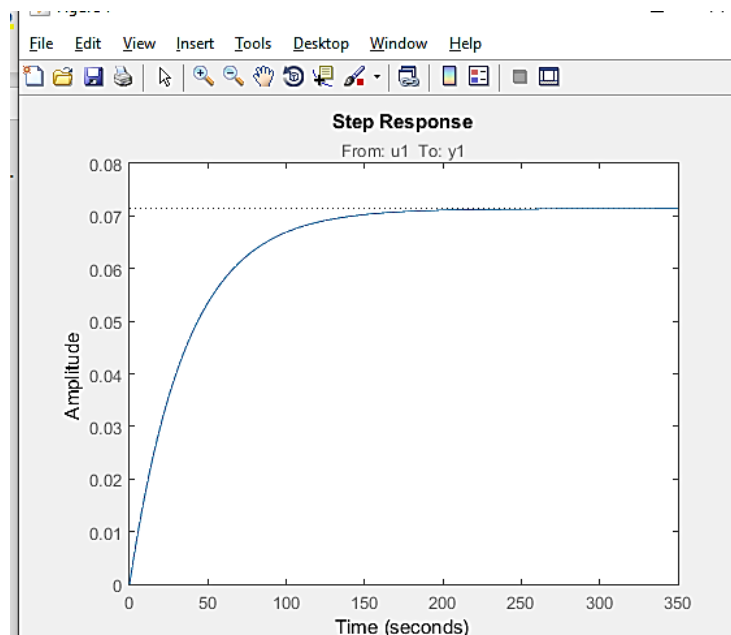 File Edit View Insert Tools Desktop Window Help
Step Response
From: u1 To: y1
Amplitude
0.08
0.07
0.06
0.05
0.04
0.03
0.02
0.01
0
0 50 100 150 200 250 300 350
Time (seconds)